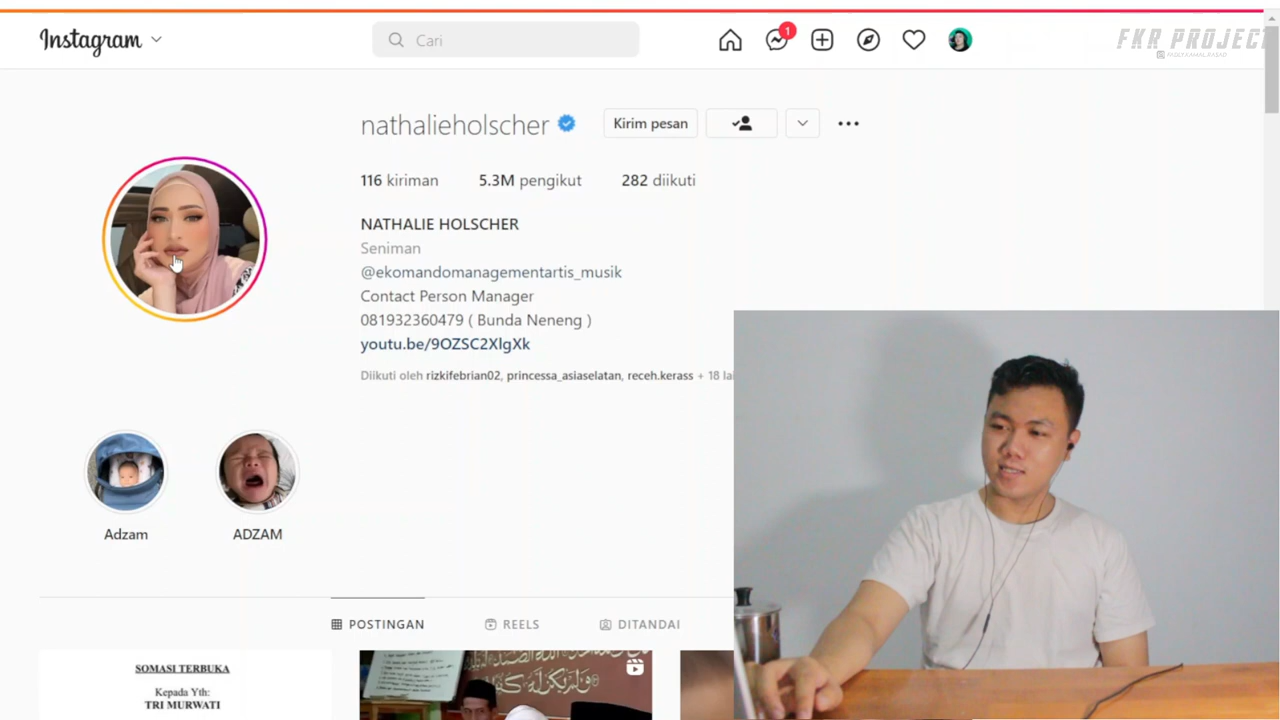 Instagram
Cari
1
FKR PROJECT
nathalieholscher
Kirim pesan
116 kiriman 5.3M pengikut 282 diikuti
NATHALIE HOLSCHER
Seniman
@ekomandomanagementartis_musik
Contact Person Manager
081932360479 ( Bunda Neneng )
youtu.be/9OZSC2XlgXk
Diikuti oleh rizkifebrian02, princessa_asiaselatan, receh.kerass + 18 la
Adzam ADZAM
POSTINGAN REELS DITANDAI
SOMASI TERBUKA
Kepada Yth:
TRI MURWATI